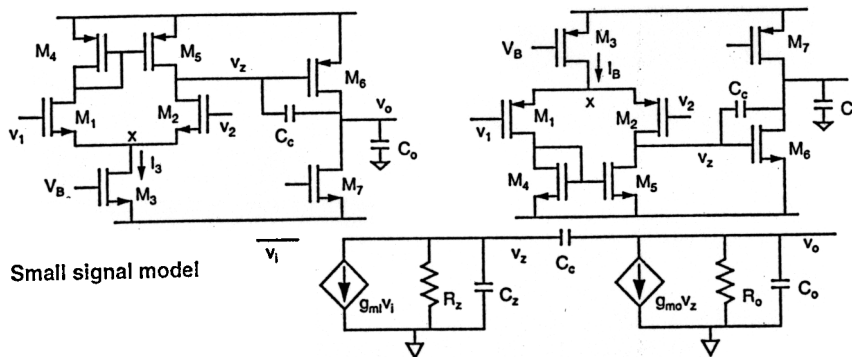 M4
M5
vz
M6
M1
M2
v1
v2
x
Cc
vo
I3
Co
VB
M3
M7
VB
M3
M7
IB
x
v2
Cc
C
v1
M1
M2
vz
M6
M4
M5
vi
vz
Cc
vo
Small signal model
gmivi
Rz
Cz
gmovz
Ro
Co